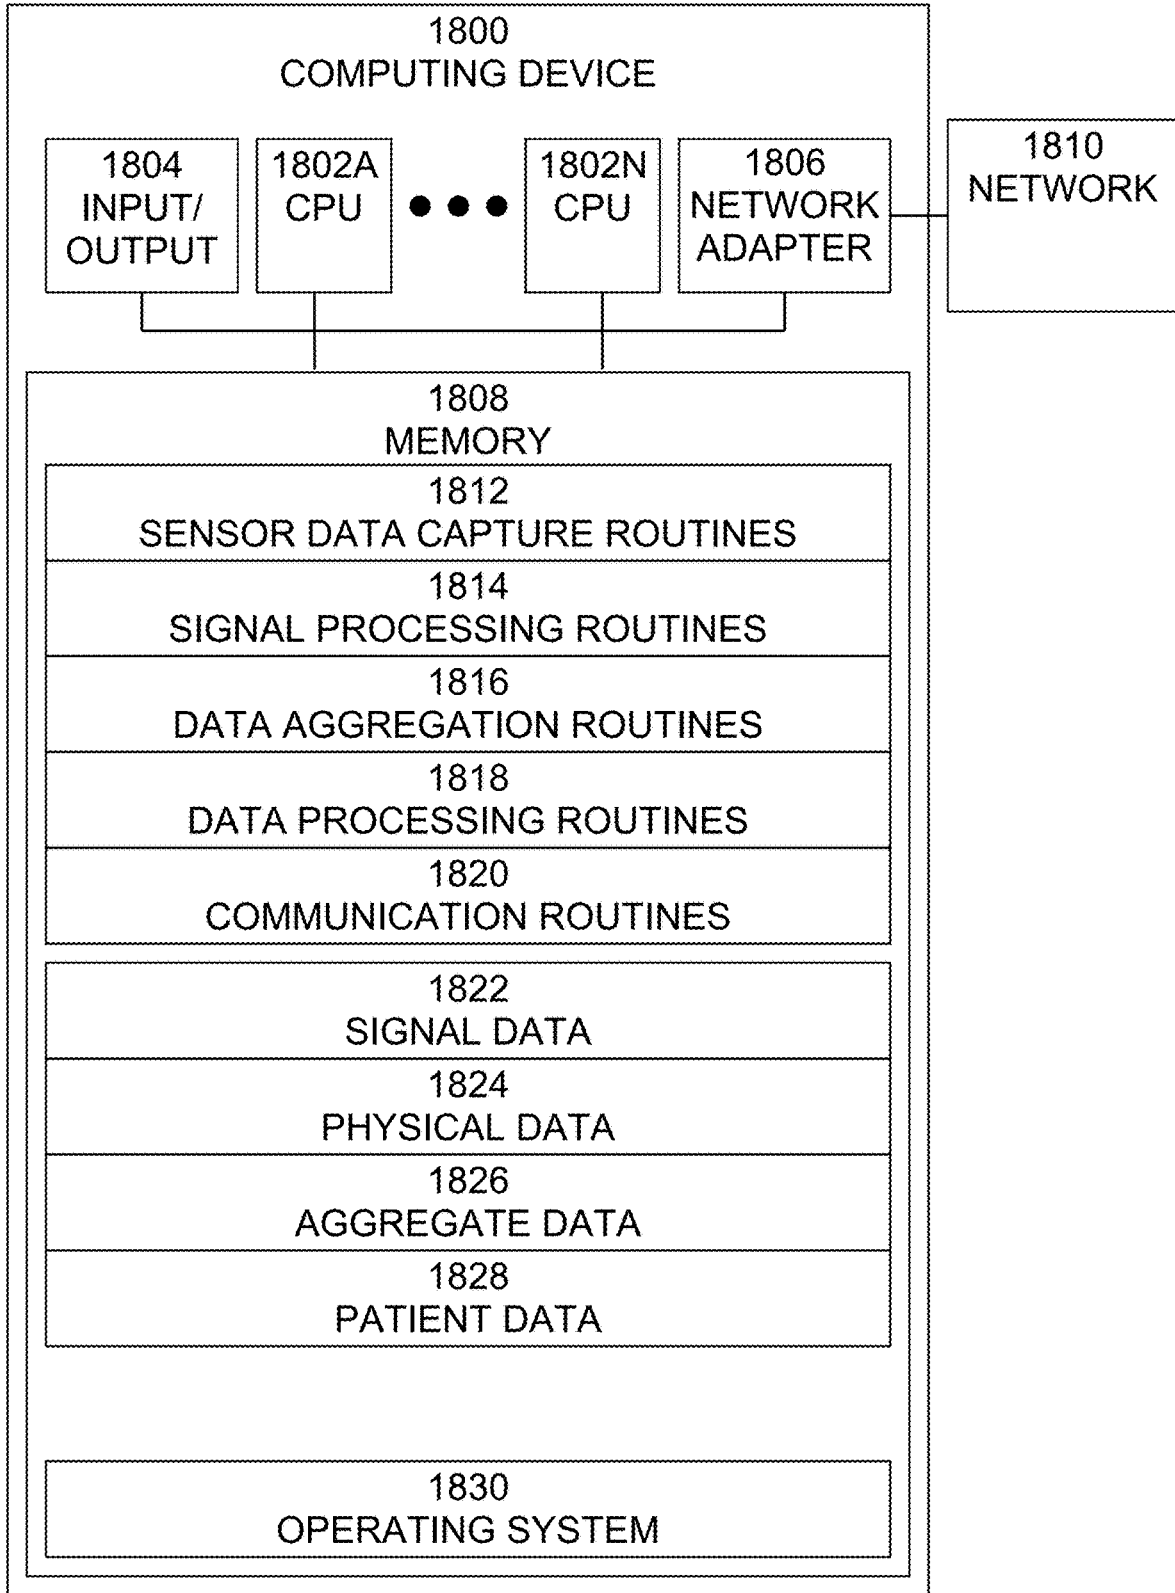 1800
COMPUTING DEVICE
1804
INPUT/
OUTPUT
1802A
CPU
1802N
CPU
1806
NETWORK
ADAPTER
1810
NETWORK
1808
MEMORY
1812
SENSOR DATA CAPTURE ROUTINES
1814
SIGNAL PROCESSING ROUTINES
1816
DATA AGGREGATION ROUTINES
1818
DATA PROCESSING ROUTINES
1820
COMMUNICATION ROUTINES
1822
SIGNAL DATA
1824
PHYSICAL DATA
1826
AGGREGATE DATA
1828
PATIENT DATA
1830
OPERATING SYSTEM